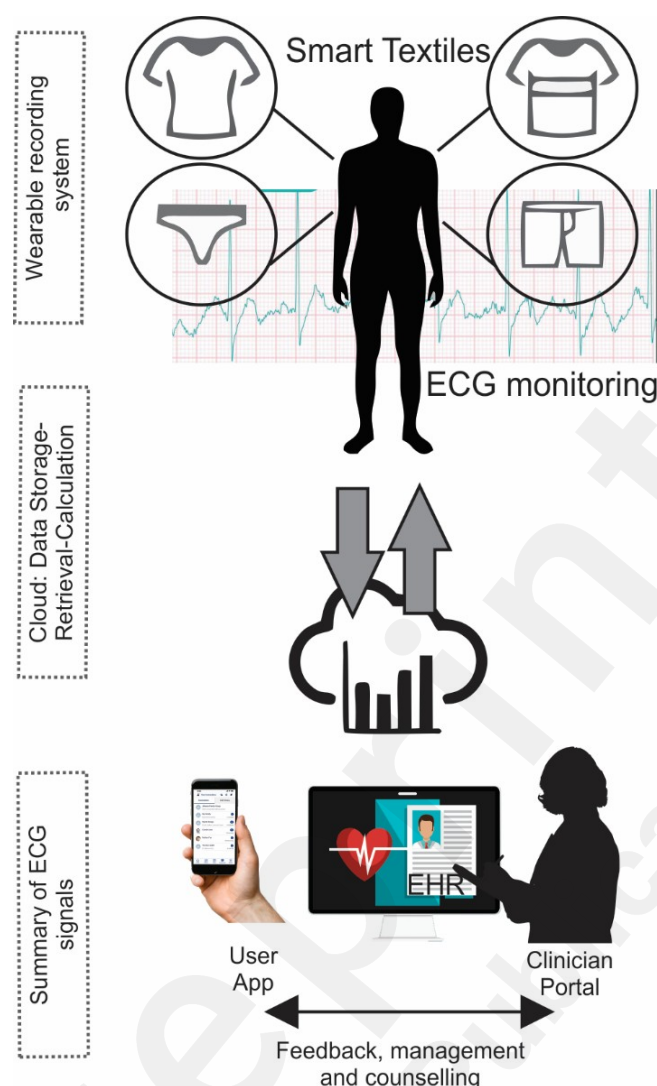 Smart Textiles
Wearable recording
system
ECG monitoring
Cloud: Data Storage-
Retrieval-Calculation
Summary of ECG
signals
EHR
User
App
Clinician
Portal
Feedback, management
and counselling